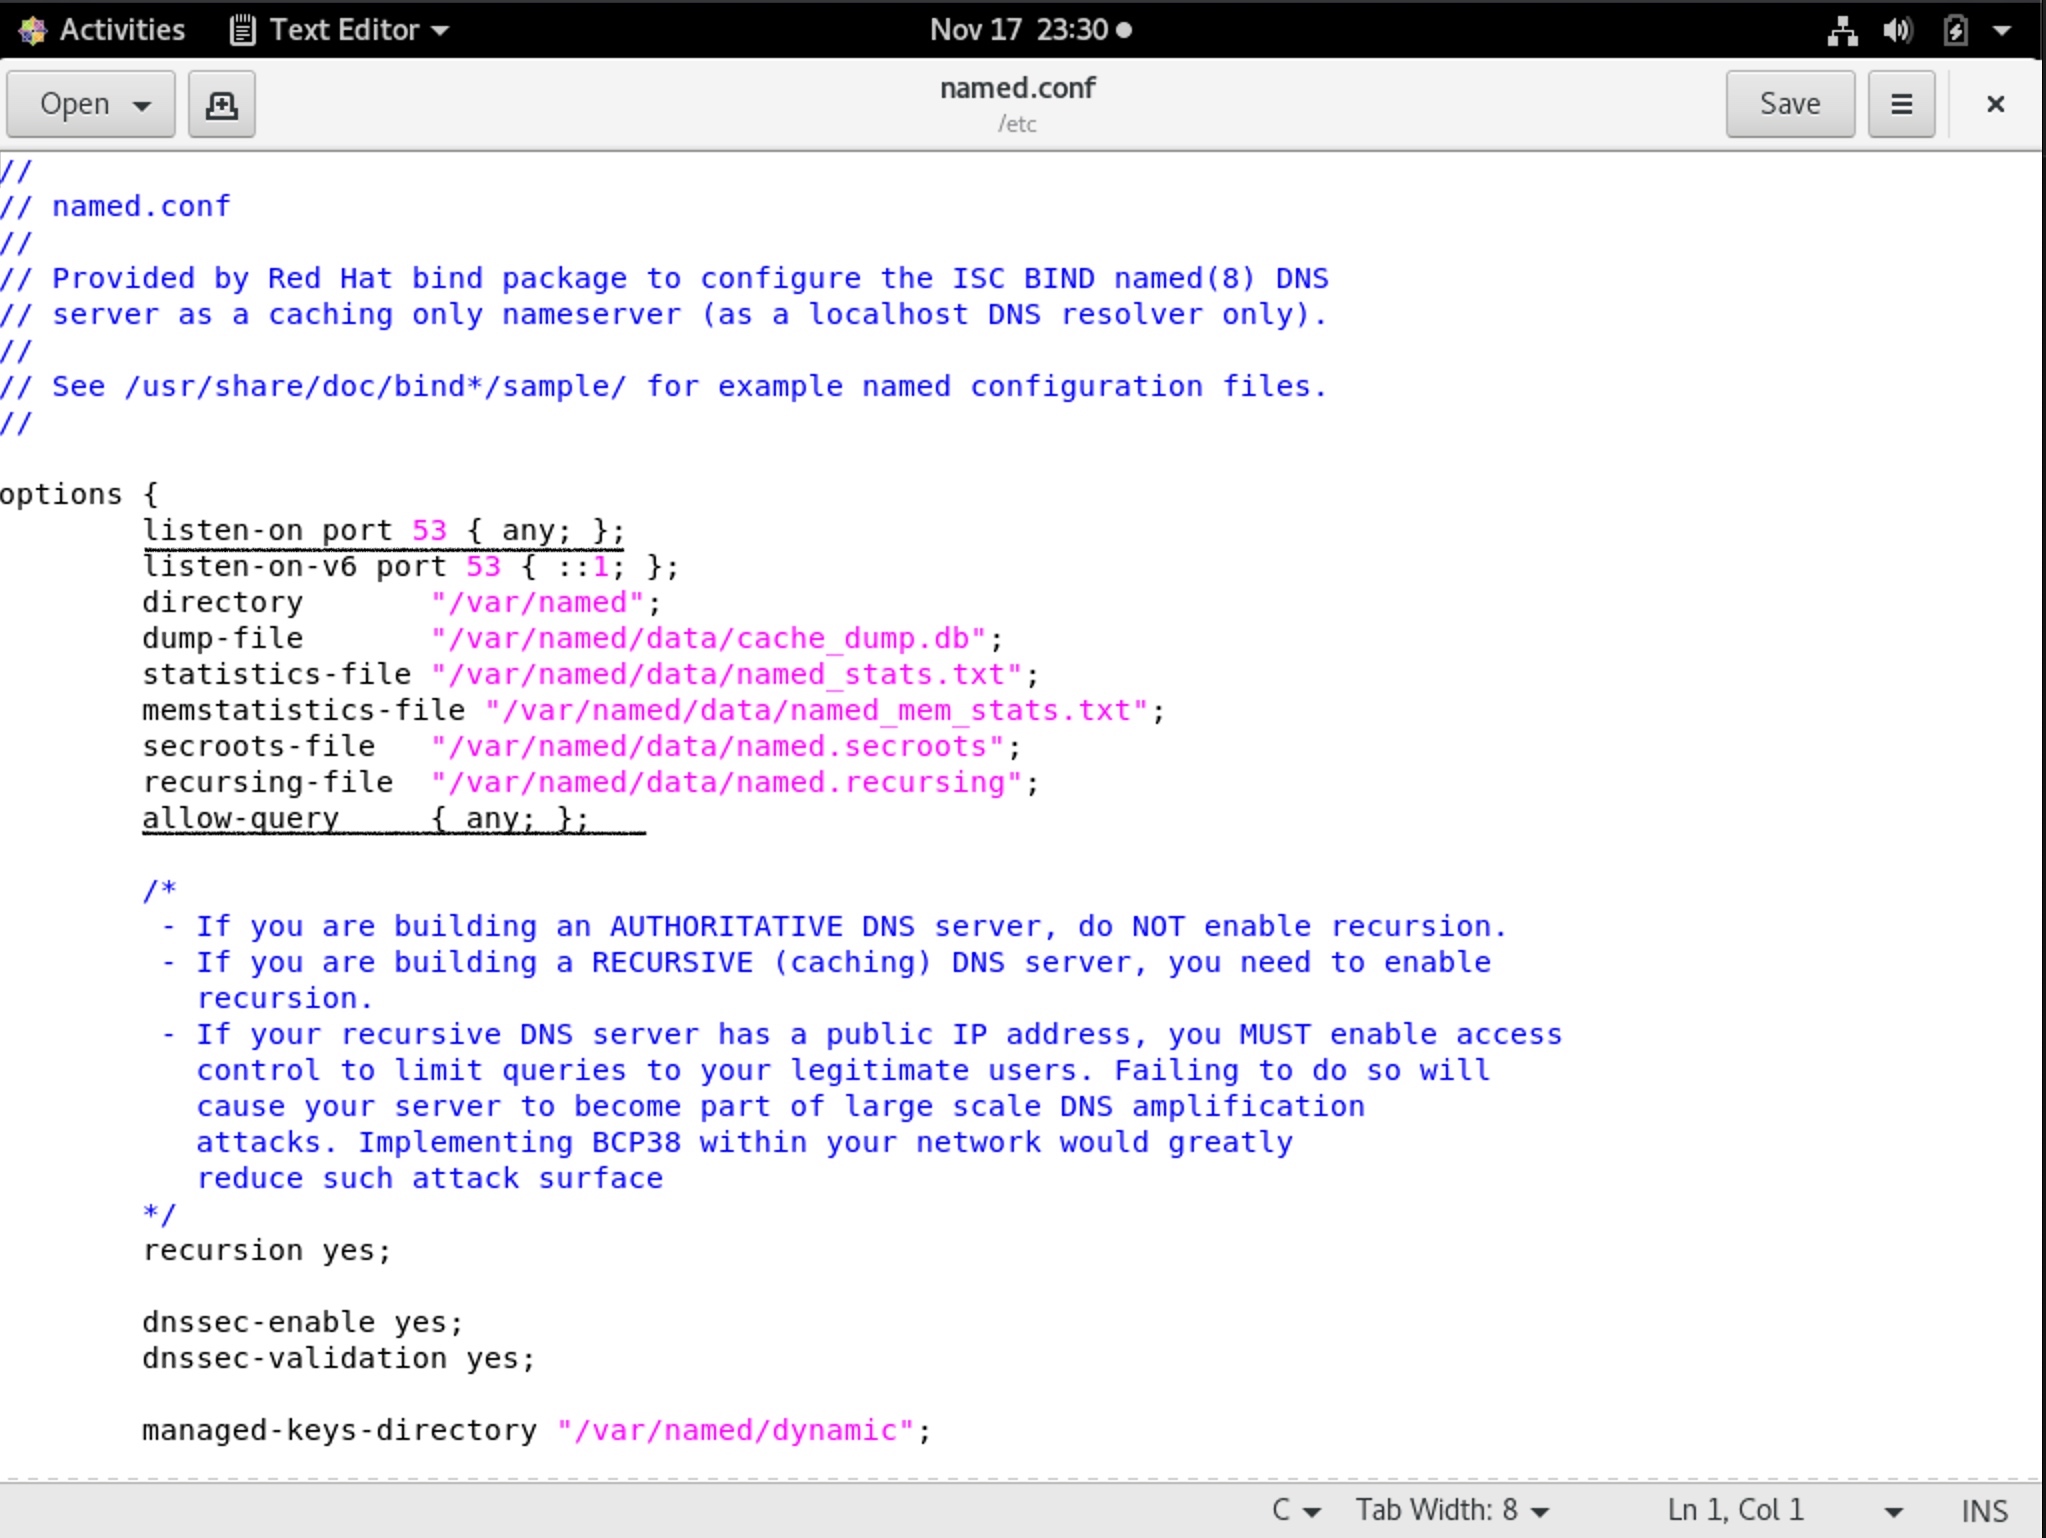 Activities Text Editor Nov 17 23:30
Open named.conf Save
/etc
//
// named.conf
//
// Provided by Red Hat bind package to configure the ISC BIND named(8) DNS
// server as a caching only nameserver (as a localhost DNS resolver only).
//
// See /usr/share/doc/bind*/sample/ for example named configuration files.
//
options {
listen-on port 53 { any; };
listen-on-v6 port 53 { ::1; };
directory "/var/named";
dump-file "/var/named/data/cache_dump.db";
statistics-file "/var/named/data/named_stats.txt";
memstatistics-file "/var/named/data/named_mem_stats.txt";
secroots-file "/var/named/data/named.secroots";
recursing-file "/var/named/data/named.recursing";
allow-query { any; };
/*
- If you are building an AUTHORITATIVE DNS server, do NOT enable recursion.
- If you are building a RECURSIVE (caching) DNS server, you need to enable
recursion.
- If your recursive DNS server has a public IP address, you MUST enable access
control to limit queries to your legitimate users. Failing to do so will
cause your server to become part of large scale DNS amplification
attacks. Implementing BCP38 within your network would greatly
reduce such attack surface
*/
recursion yes;
dnssec-enable yes;
dnssec-validation yes;
managed-keys-directory "/var/named/dynamic";
C Tab Width: 8 Ln 1, Col 1 INS